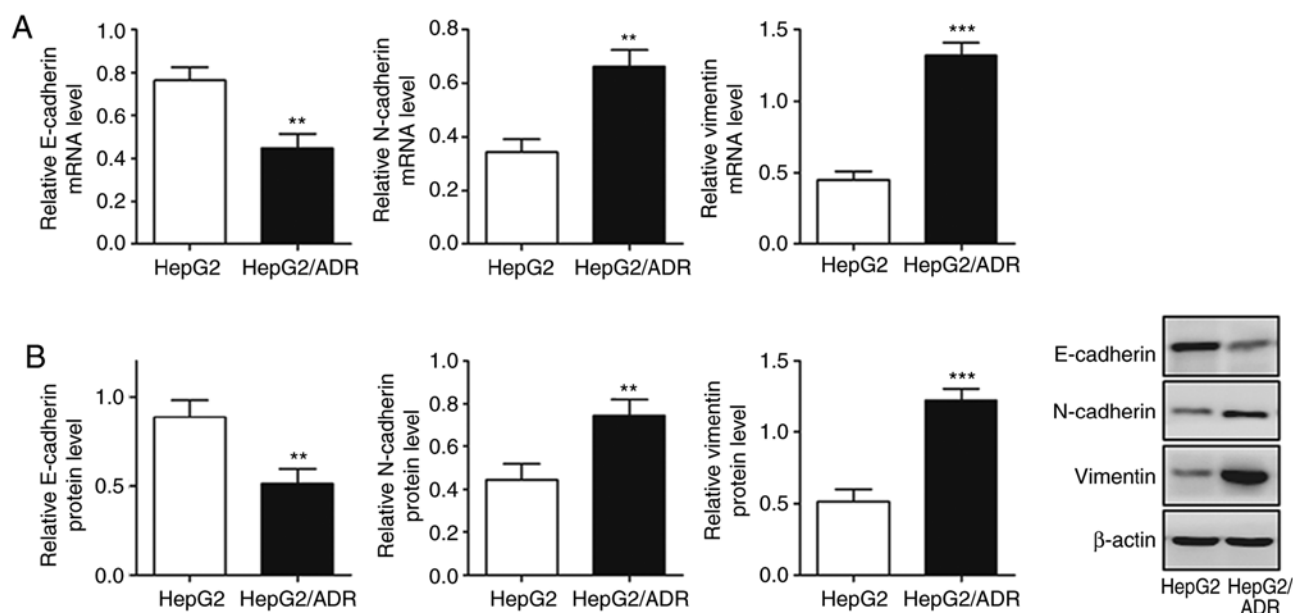 A
Relative E-cadherin
mRNA level
1.0
0.8
0.6
0.4
0.2
0.0
**
HepG2
HepG2/ADR
Relative N-cadherin
mRNA level
0.8
0.6
0.4
0.2
0.0
**
HepG2
HepG2/ADR
Relative vimentin
mRNA level
1.5
1.0
0.5
0.0
***
HepG2
HepG2/ADR
B
Relative E-cadherin
protein level
1.0
0.5
0.0
**
HepG2
HepG2/ADR
Relative N-cadherin
protein level
1.0
0.8
0.6
0.4
0.2
0.0
**
HepG2
HepG2/ADR
Relative vimentin
protein level
1.5
1.0
0.5
0.0
***
HepG2
HepG2/ADR
E-cadherin
N-cadherin
Vimentin
β-actin
HepG2
HepG2/
ADR